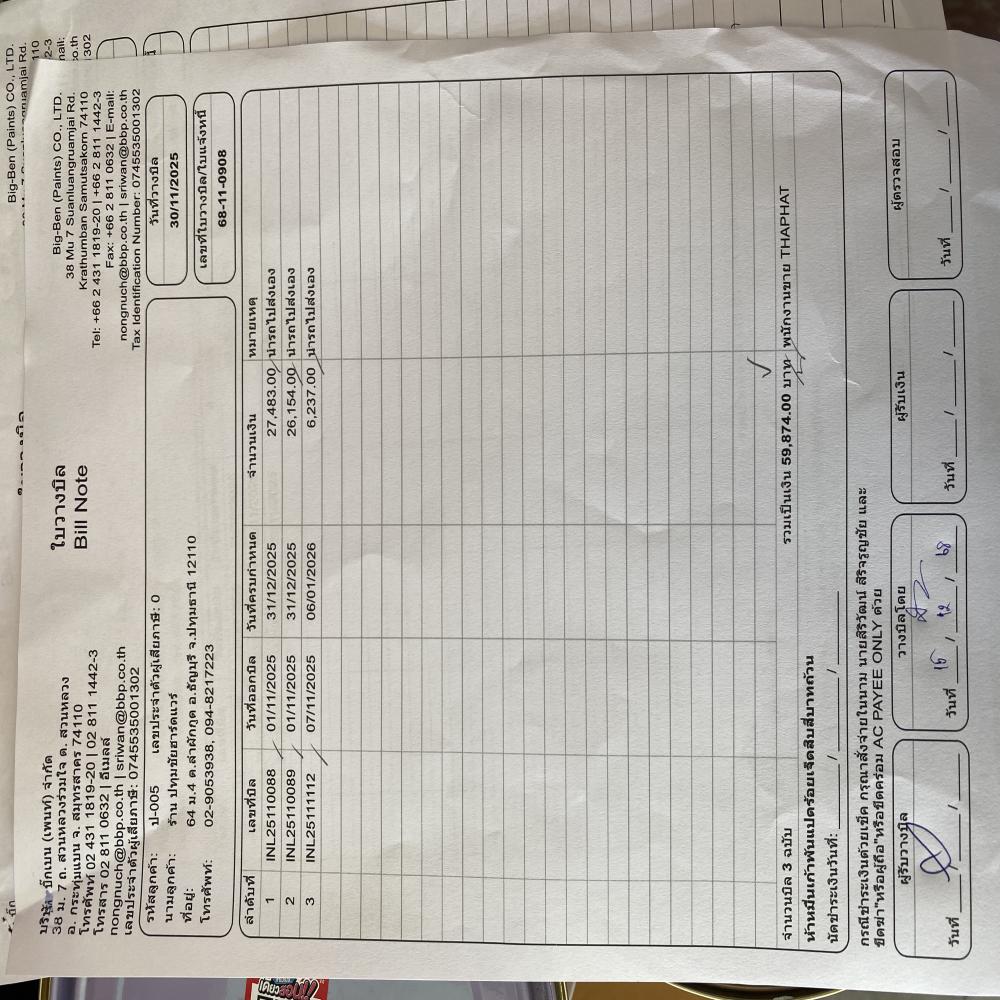 บริษัท บิ๊กเบน (เพนท์) จำกัด
38 ม. 7 ถ. สวนหลวงร่วมใจ ต. สวนหลวง
อ. กระทุ่มแบน จ. สมุทรสาคร 74110
โทรศัพท์ 02 431 1819-20 | 02 811 1442-3
โทรสาร 02 811 0632 | อีเมลล์
nongnuch@bbp.co.th | sriwan@bbp.co.th
เลขประจำตัวผู้เสียภาษี: 0745535001302
ใบวางบิล
Bill Note
Big-Ben (Paints) CO., LTD.
38 Mu 7 Suanluangruamjai Rd.
Krathumban Samutsakorn 74110
Tel: +66 2 431 1819-20 | +66 2 811 1442-3
Fax: +66 2 811 0632 | E-mail:
nongnuch@bbp.co.th | sriwan@bbp.co.th
Tax Identification Number: 0745535001302
รหัสลูกค้า: ป-005 เลขประจำตัวผู้เสียภาษี: 0
นามลูกค้า: ร้าน ปทุมชัยฮาร์ดแวร์
ที่อยู่: 64 ม.4 ต.ลำผักกูด อ.ธัญบุรี จ.ปทุมธานี 12110
โทรศัพท์: 02-9053938, 094-8217223
วันที่วางบิล
30/11/2025
เลขที่ใบวางบิล/ใบแจ้งหนี้
68-11-0908
ลำดับที่ เลขที่บิล วันที่ออกบิล วันที่ครบกำหนด จำนวนเงิน หมายเหตุ
1 INL25110088 01/11/2025 31/12/2025 27,483.00 นำรถไปส่งเอง
2 INL25110089 01/11/2025 31/12/2025 26,154.00 นำรถไปส่งเอง
3 INL25111112 07/11/2025 06/01/2026 6,237.00 นำรถไปส่งเอง
จำนวนบิล 3 ฉบับ รวมเป็นเงิน 59,874.00 บาท พนักงานขาย THAPHAT
ห้าหมื่นเก้าพันแปดร้อยเจ็ดสิบสี่บาทถ้วน
นัดชำระเงินวันที่: / /
กรณีชำระเงินด้วยเช็ค กรุณาสั่งจ่ายในนาม นายสิริวัฒน์ สิริจรูญชัย และ
ขีดฆ่า"หรือผู้ถือ"หรือขีดคร่อม AC PAYEE ONLY ด้วย
ผู้รับวางบิล
วันที่ / /
วางบิลโดย
วันที่ 15 / 12 / 68
ผู้รับเงิน
วันที่ / /
ผู้ตรวจสอบ
วันที่ / /
Big-Ben (Paints) CO., LTD.